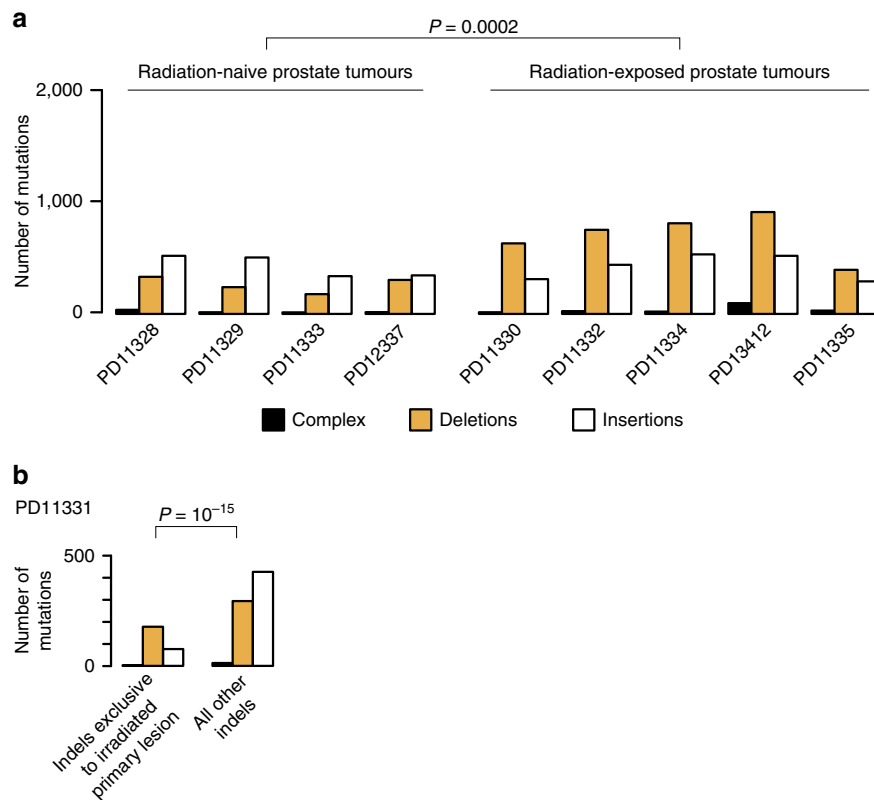 a
P = 0.0002
Radiation-naive prostate tumours
Radiation-exposed prostate tumours
Number of mutations
2,000
1,000
0
PD11328
PD11329
PD11333
PD12337
PD11330
PD11332
PD11334
PD13412
PD11335
Complex
Deletions
Insertions
b
PD11331
P = 10⁻¹⁵
Number of
mutations
500
0
Indels exclusive
to irradiated
primary lesion
All other
indels